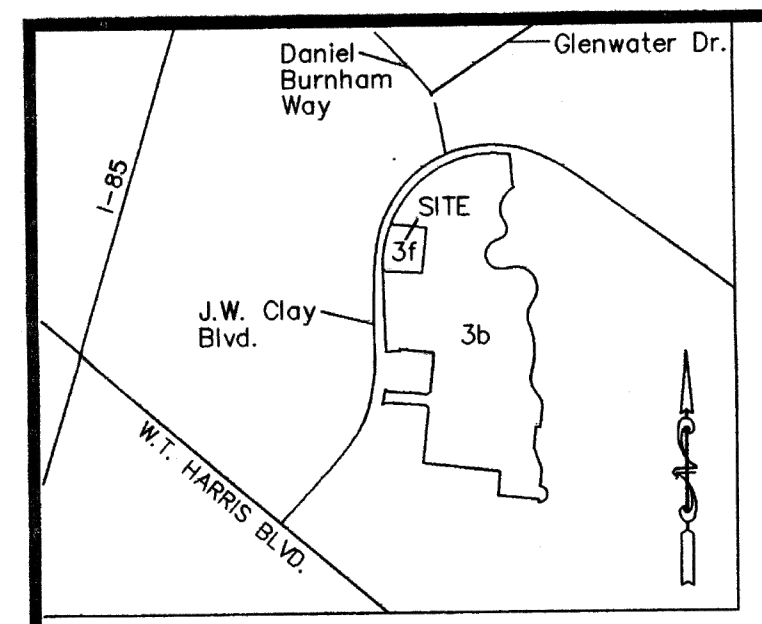 Daniel
Burnham
Way
Glenwater Dr.
I-85
SITE
3f
J.W. Clay
Blvd.
3b
W.T. HARRIS BLVD.